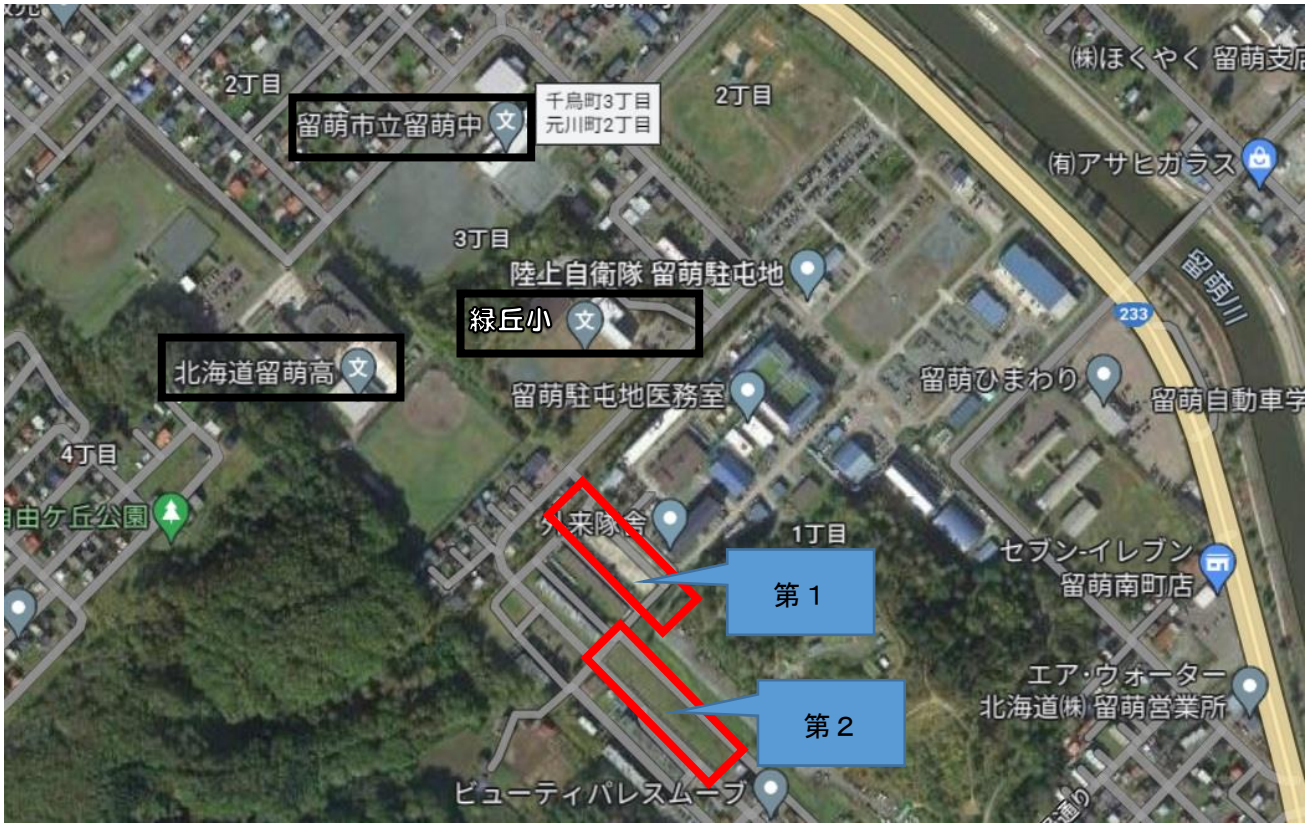 ㈱ほくやく 留萌支店
2丁目
2丁目
千鳥町3丁目
元川町2丁目
留萌市立留萌中
㈲アサヒガラス
3丁目
陸上自衛隊 留萌駐屯地
留萌川
緑丘小
233
北海道留萌高
留萌駐屯地医務室
留萌ひまわり
留萌自動車学
4丁目
自由ケ丘公園
外来隊舎
1丁目
セブン-イレブン
留萌南町店
第1
エア・ウォーター
北海道㈱ 留萌営業所
第2
ビューティパレスムーブ
通り